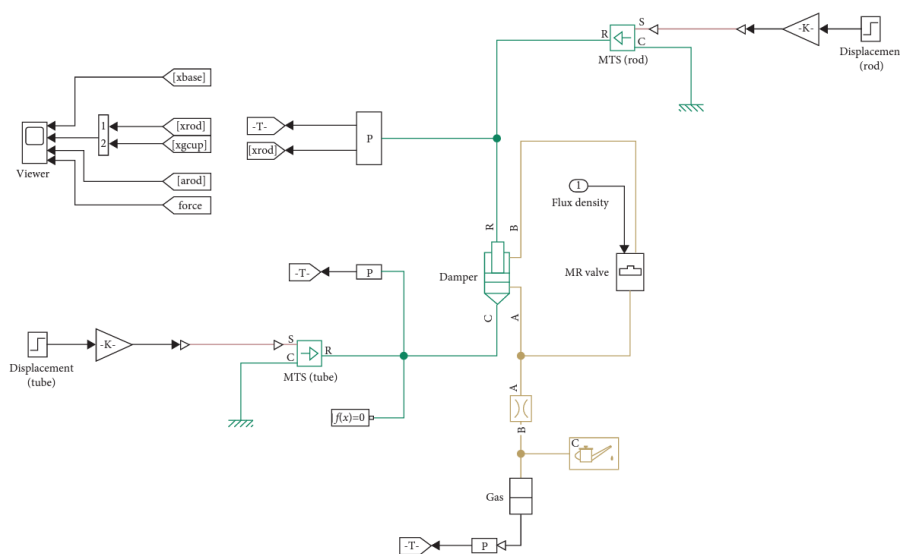 S
-K-
R
C
MTS (rod)
Displacemen
(rod)
[xbase]
1
[xrod]
2
[xgcup]
Viewer
[arod]
force
-T-
P
[xrod]
1
Flux density
R
B
MR valve
Damper
-T-
P
C
A
-K-
S
C
R
Displacement
(tube)
MTS (tube)
A
f(x)=0
B
C
Gas
-T-
P